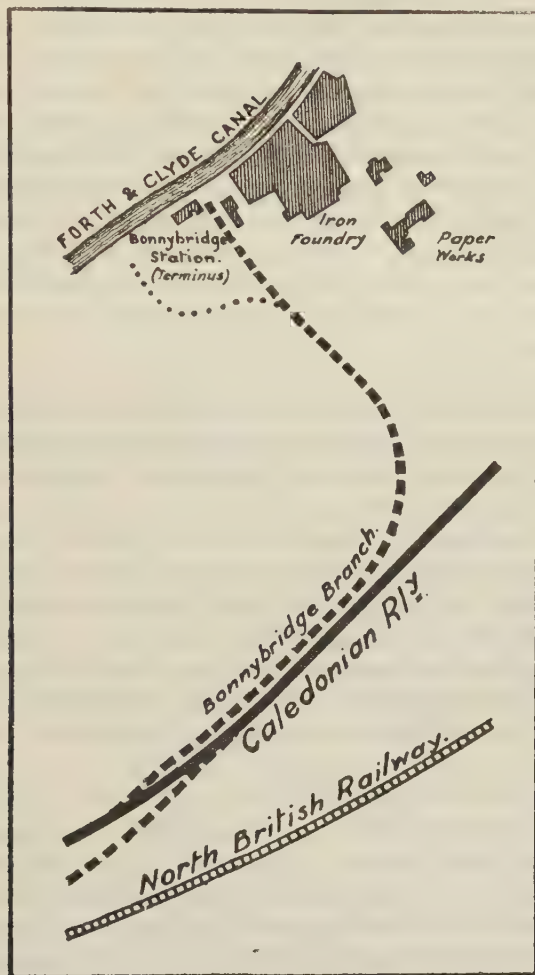 FORTH & CLYDE CANAL
Bonnybridge
Station.
(Terminus)
Iron
Foundry
Paper
Works
Bonnybridge Branch.
Caledonian Rly.
North British Railway.